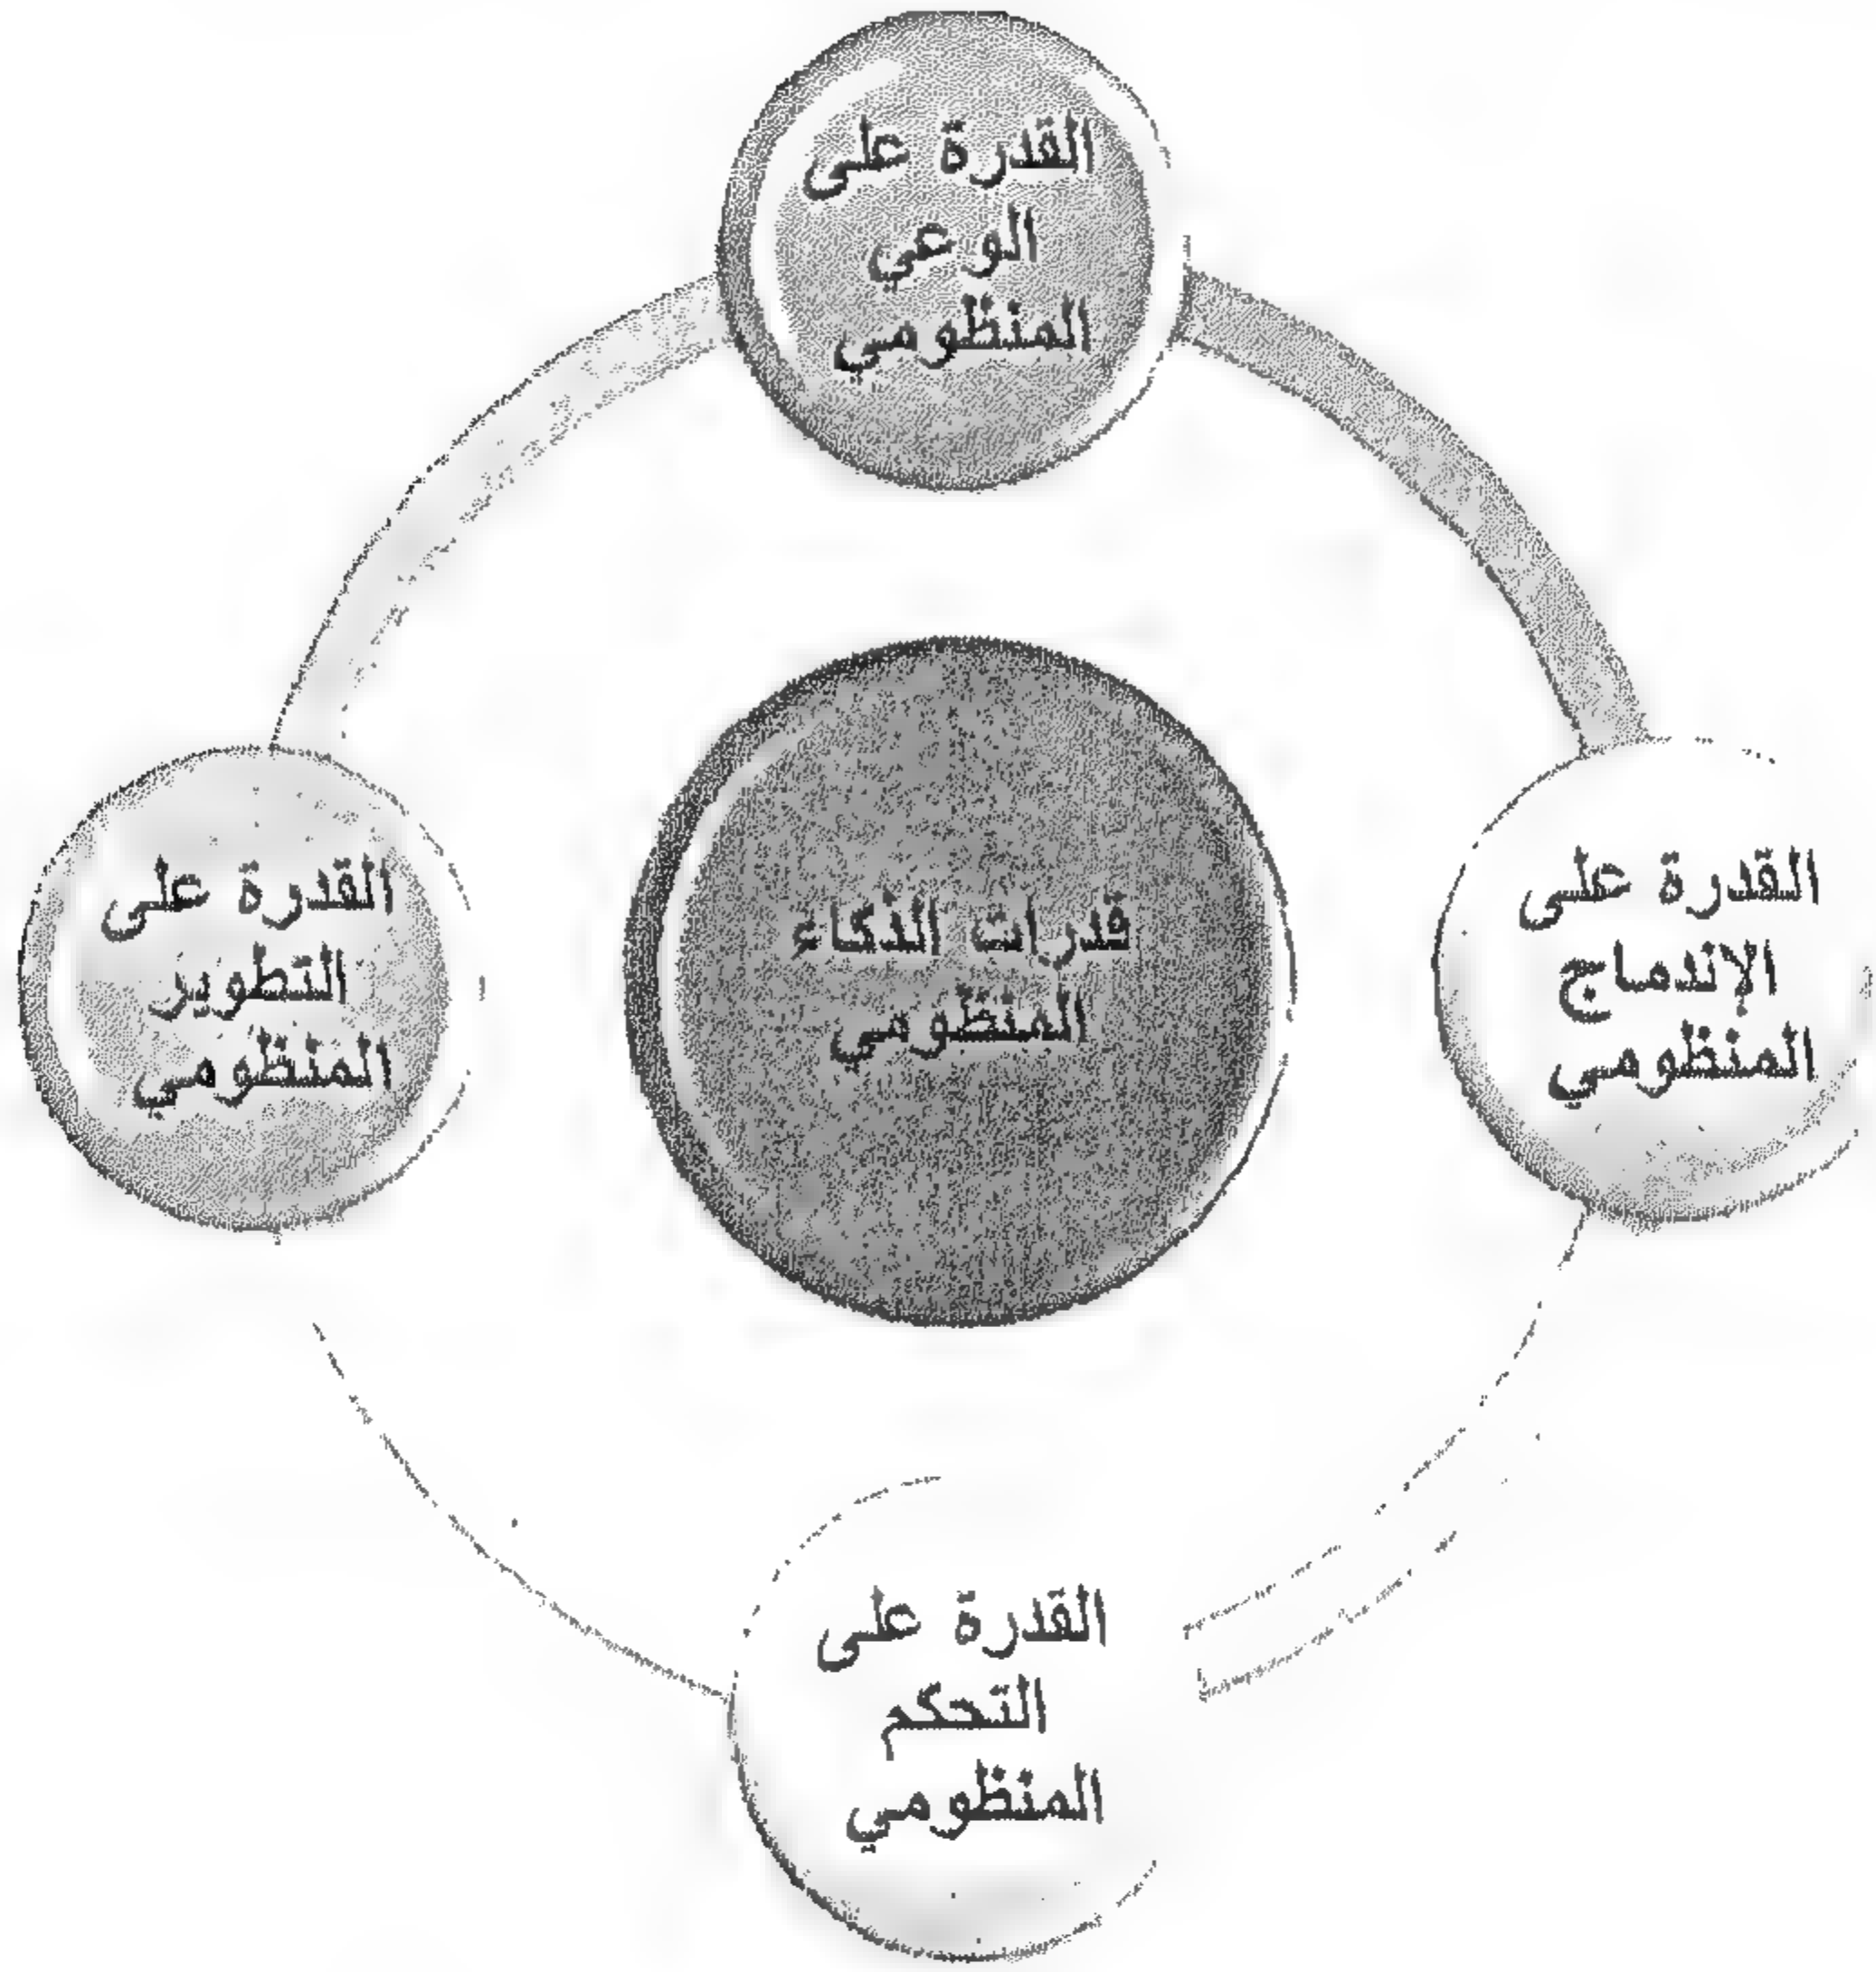 القدرة على
الوعي
المنظومي
القدرة على
الإندماج
المنظومي
قدرات الذكاء
المنظومي
القدرة على
التطوير
المنظومي
القدرة على
التحكم
المنظومي